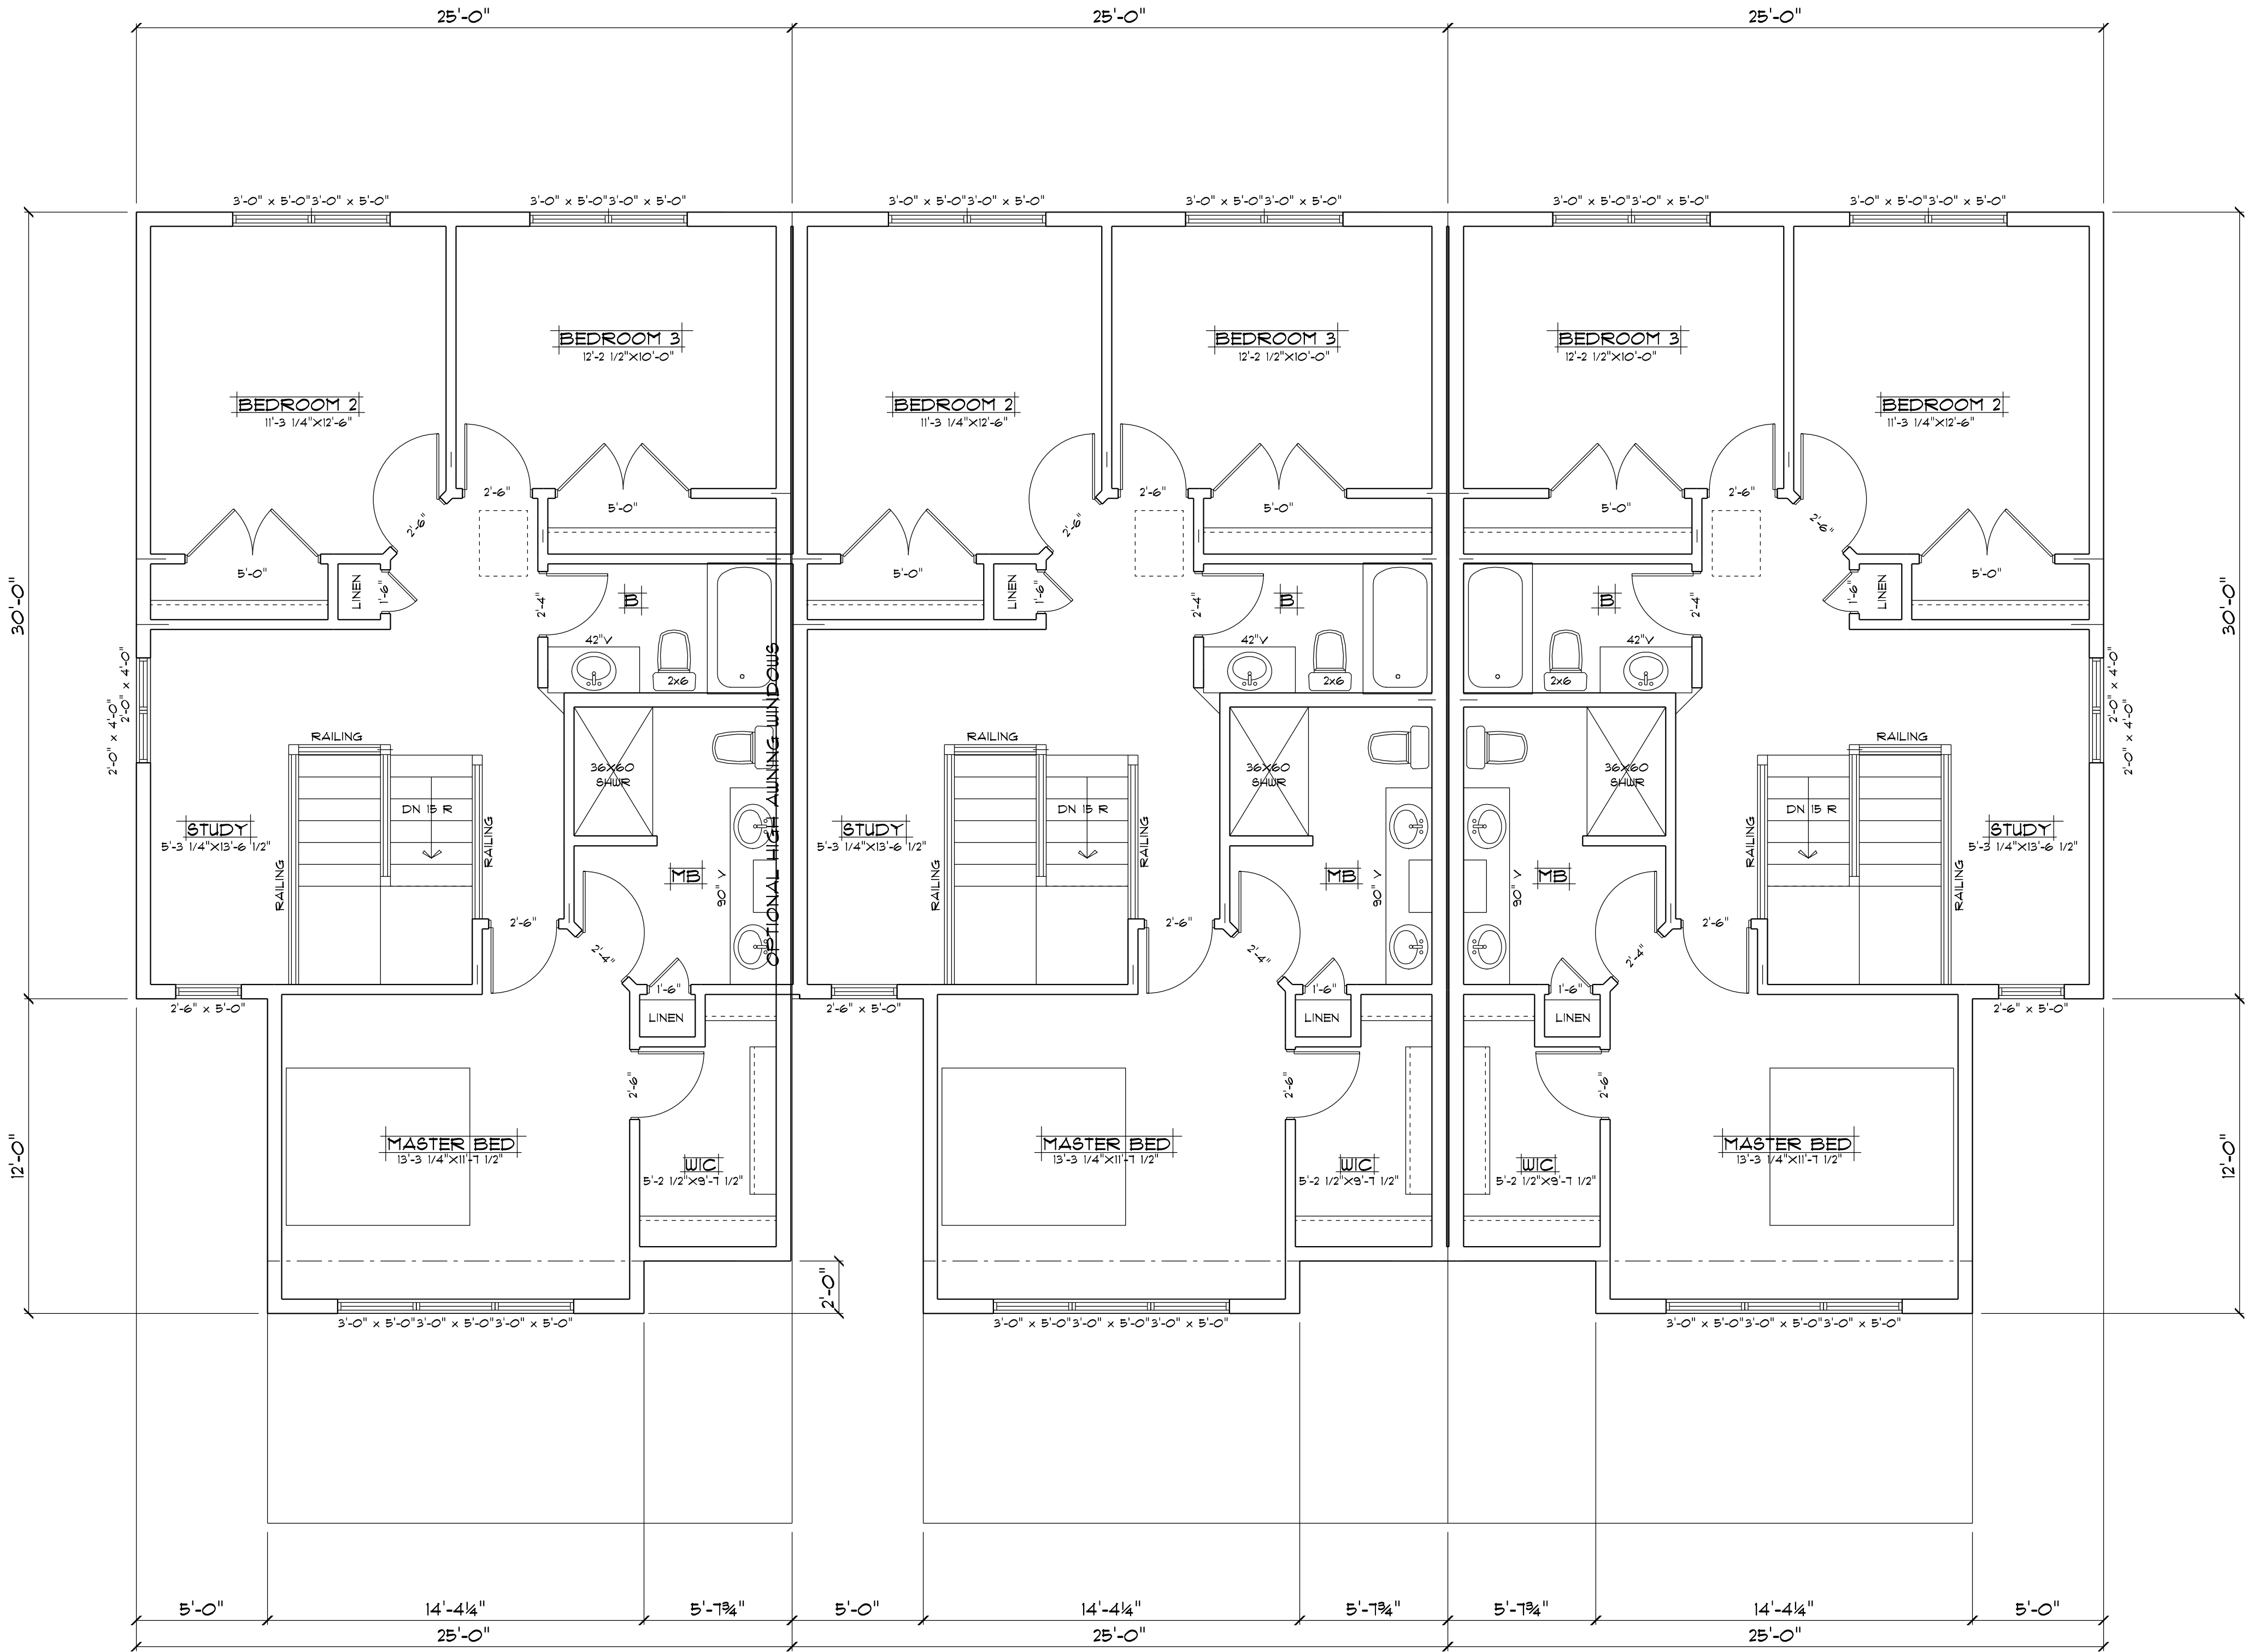 25'-0" 25'-0" 25'-0"
3'-0" x 5'-0"3'-0" x 5'-0" 3'-0" x 5'-0"3'-0" x 5'-0" 3'-0" x 5'-0"3'-0" x 5'-0" 3'-0" x 5'-0"3'-0" x 5'-0" 3'-0" x 5'-0"3'-0" x 5'-0" 3'-0" x 5'-0"3'-0" x 5'-0"
BEDROOM 3 BEDROOM 3 BEDROOM 3
12'-2 1/2"X10'-0" 12'-2 1/2"X10'-0" 12'-2 1/2"X10'-0"
BEDROOM 2 BEDROOM 2 BEDROOM 2
11'-3 1/4"X12'-6" 11'-3 1/4"X12'-6" 11'-3 1/4"X12'-6"
2'-6" 2'-6" 2'-6"
5'-0" 5'-0" 5'-0"
2'-6" 2'-6" 2'-6"
5'-0" 5'-0" 5'-0"
LINEN 1'-6" LINEN 1'-6" 1'-6" LINEN
30'-0" 2'-4" B 2'-4" B B 2'-4" 30'-0"
42"V 42"V 42"V
2x6 2x6 2x6
2'-0" x 4'-0" 2'-0" x 4'-0"
2'-0" x 4'-0" 2'-0" x 4'-0"
RAILING RAILING RAILING
OPTIONAL HIGH AWNING WINDOWS
36X60 36X60 36X60
SHWR SHWR SHWR
DN 15 R DN 15 R DN 15 R
STUDY STUDY STUDY
5'-3 1/4"X13'-6 1/2" 5'-3 1/4"X13'-6 1/2" 5'-3 1/4"X13'-6 1/2"
RAILING RAILING RAILING
RAILING RAILING RAILING
MB MB MB
90" V 90" V 90" V
2'-6" 2'-6" 2'-6"
2'-4" 2'-4" 2'-4"
1'-6" 1'-6" 1'-6"
2'-6" x 5'-0" 2'-6" x 5'-0" 2'-6" x 5'-0"
LINEN LINEN LINEN
2'-6" 2'-6" 2'-6"
12'-0" MASTER BED MASTER BED MASTER BED 12'-0"
13'-3 1/4"X11'-7 1/2" 13'-3 1/4"X11'-7 1/2" 13'-3 1/4"X11'-7 1/2"
WIC WIC WIC
5'-2 1/2"X9'-7 1/2" 5'-2 1/2"X9'-7 1/2" 5'-2 1/2"X9'-7 1/2"
2'-0"
3'-0" x 5'-0"3'-0" x 5'-0"3'-0" x 5'-0" 3'-0" x 5'-0"3'-0" x 5'-0"3'-0" x 5'-0" 3'-0" x 5'-0"3'-0" x 5'-0"3'-0" x 5'-0"
5'-0" 14'-4¼" 5'-7¾" 5'-0" 14'-4¼" 5'-7¾" 5'-7¾" 14'-4¼" 5'-0"
25'-0" 25'-0" 25'-0"